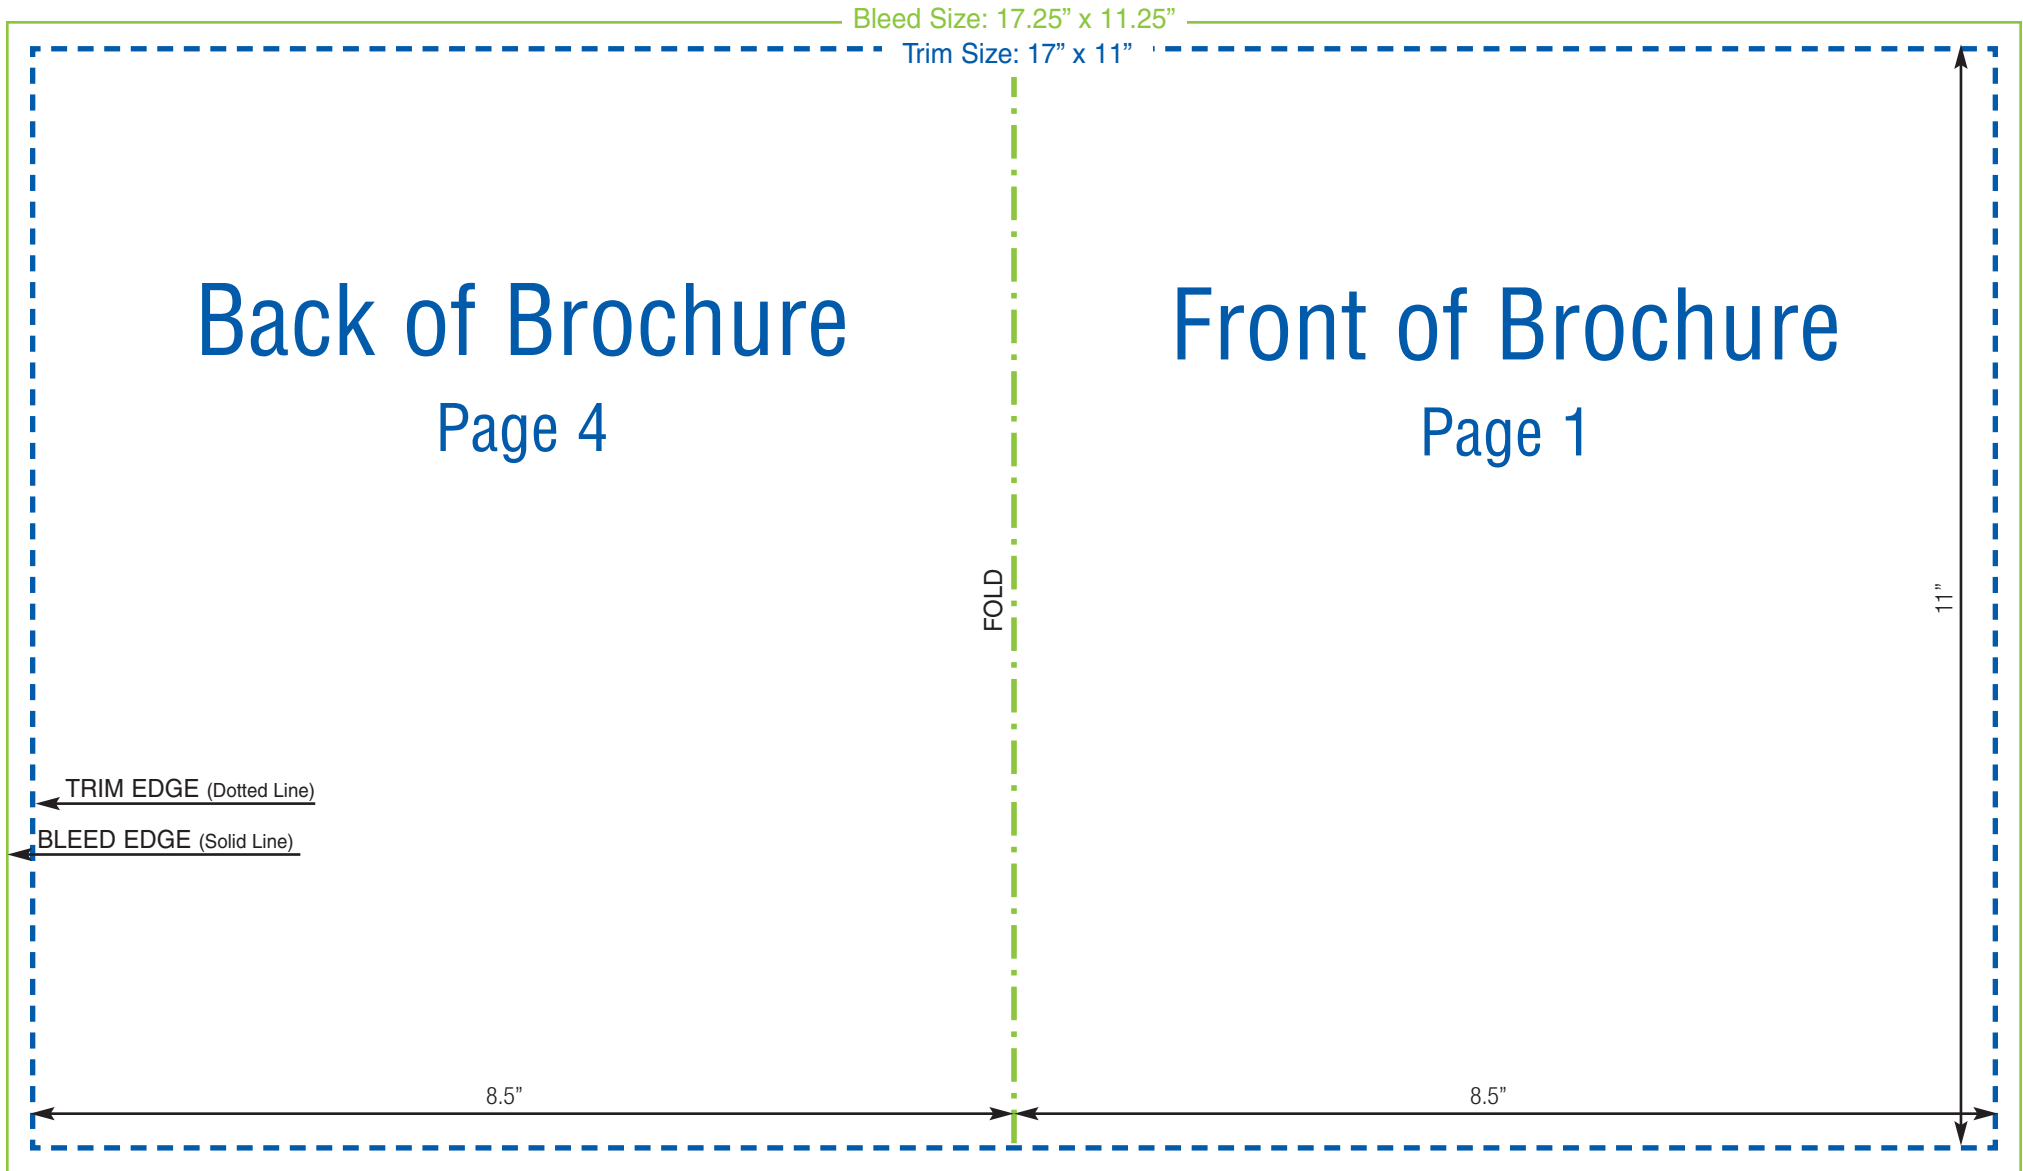 Bleed Size: 17.25” x 11.25”
Trim Size: 17” x 11”
Back of Brochure
Page 4
Front of Brochure
Page 1
FOLD
11”
TRIM EDGE (Dotted Line)
BLEED EDGE (Solid Line)
8.5”
8.5”